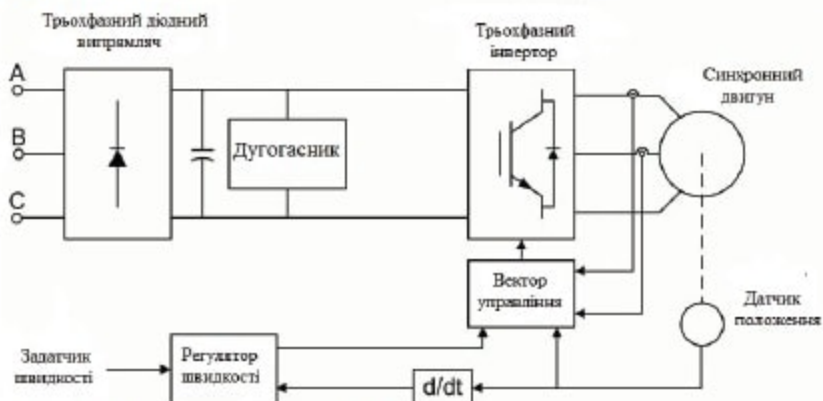 Трьохфазний діодний
випрямляч
Трьохфазний
інвертор
Синхронний
двигун
A
B
C
Дугогасник
Вектор
управління
Датчик
положення
Задатчик
швидкості
Регулятор
швидкості
d/dt